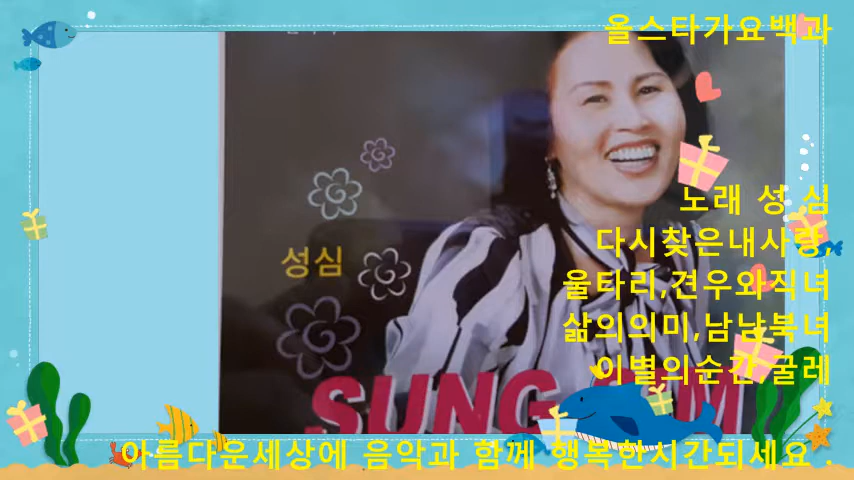 올스타가요백과
노래 성 심
다시찾은내사랑,
울타리,견우와직녀
삶의의미,남남북녀
이별의순간,굴레
성심
SUNG
아름다운세상에 음악과 함께 행복한시간되세요 .